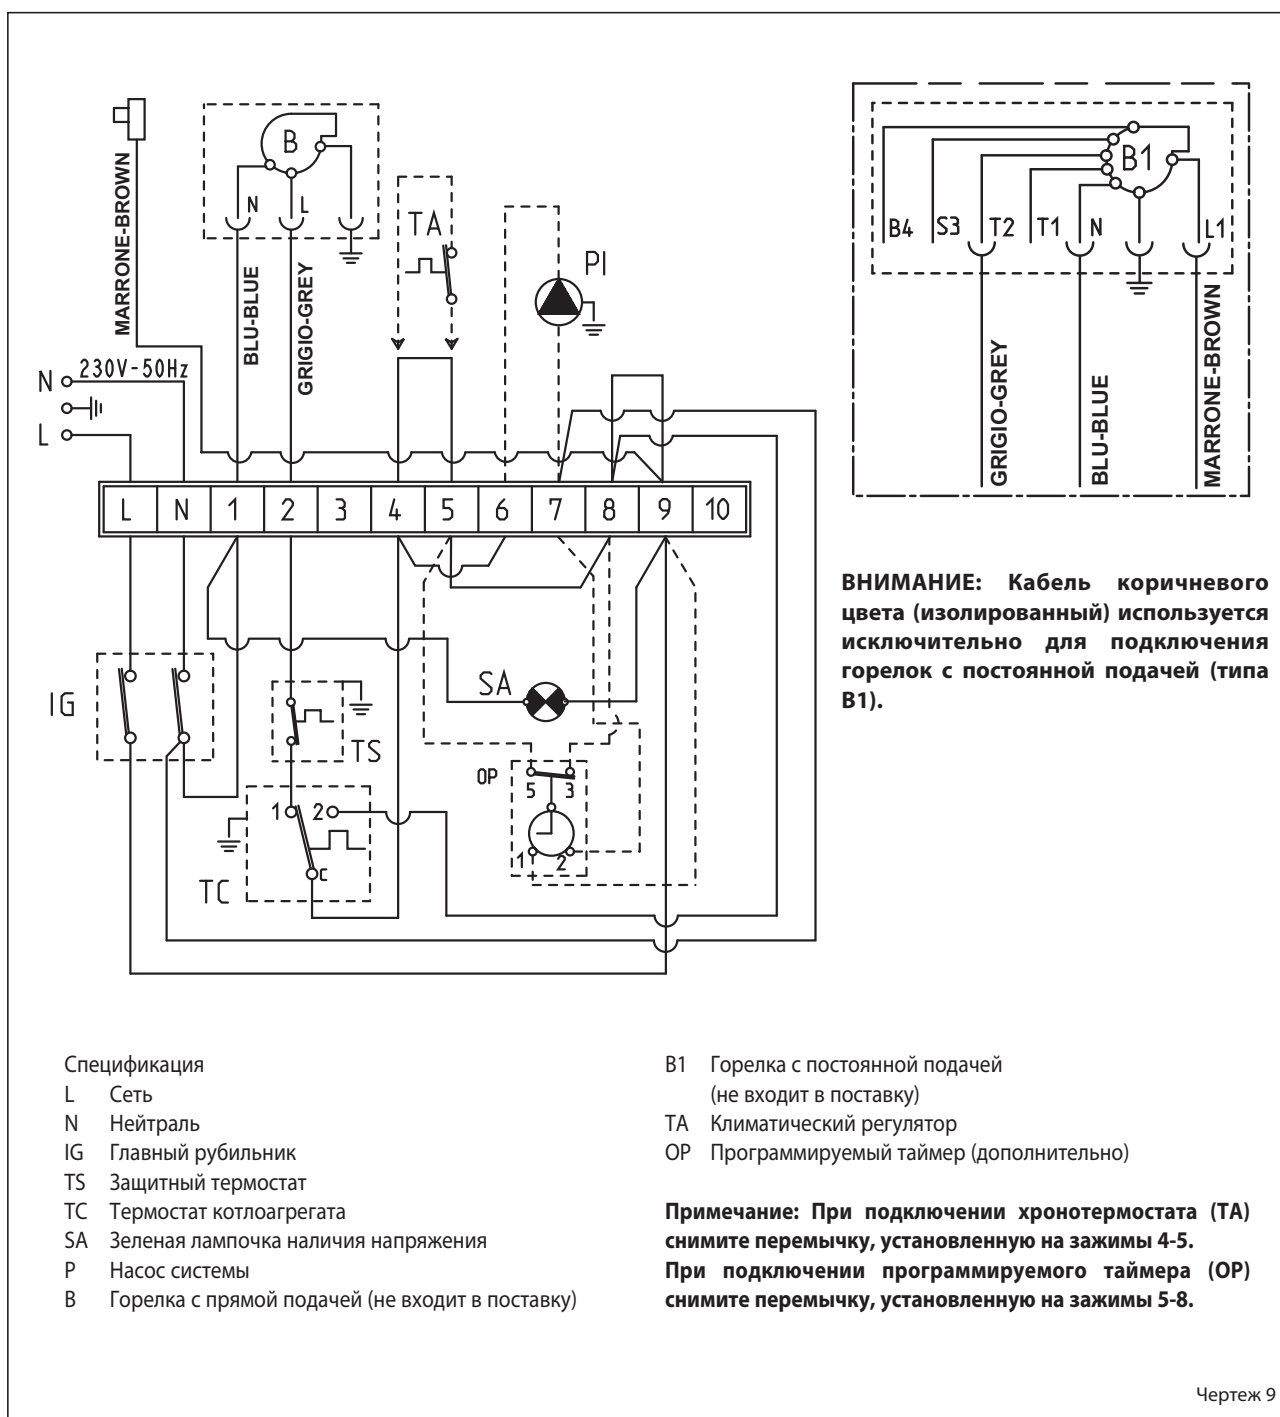 MARRONE-BROWN
B
N L
BLU-BLUE
GRIGIO-GREY
TA
PI
N 230V-50Hz
L
L N 1 2 3 4 5 6 7 8 9 10
IG
TS
SA
OP
5 3
1 2
1 2
C
TC
B1
B4 S3 T2 T1 N L1
GRIGIO-GREY
BLU-BLUE
MARRONE-BROWN
ВНИМАНИЕ: Кабель коричневого
цвета (изолированный) используется
исключительно для подключения
горелок с постоянной подачей (типа
В1).
Спецификация
L Сеть
N Нейтраль
IG Главный рубильник
TS Защитный термостат
TC Термостат котлоагрегата
SA Зеленая лампочка наличия напряжения
P Насос системы
B Горелка с прямой подачей (не входит в поставку)
B1 Горелка с постоянной подачей
(не входит в поставку)
TA Климатический регулятор
OP Программируемый таймер (дополнительно)
Примечание: При подключении хронотермостата (TA)
снимите перемычку, установленную на зажимы 4-5.
При подключении программируемого таймера (OP)
снимите перемычку, установленную на зажимы 5-8.
Чертеж 9